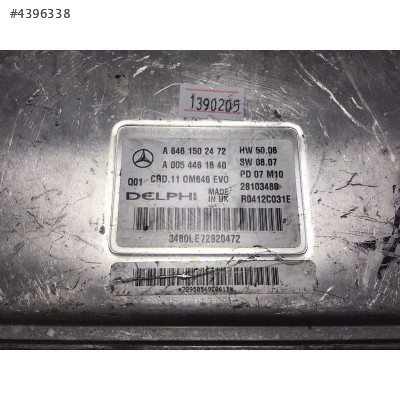 #4396338
1390205
A 646 150 24 72 HW 50.06
A 005 446 16 40 SW 08.07
001 CRD.11 OM646 EVO PD 07 M10
DELPHI MADE IN UK 28103480
R0412C031E
3480LE72920472